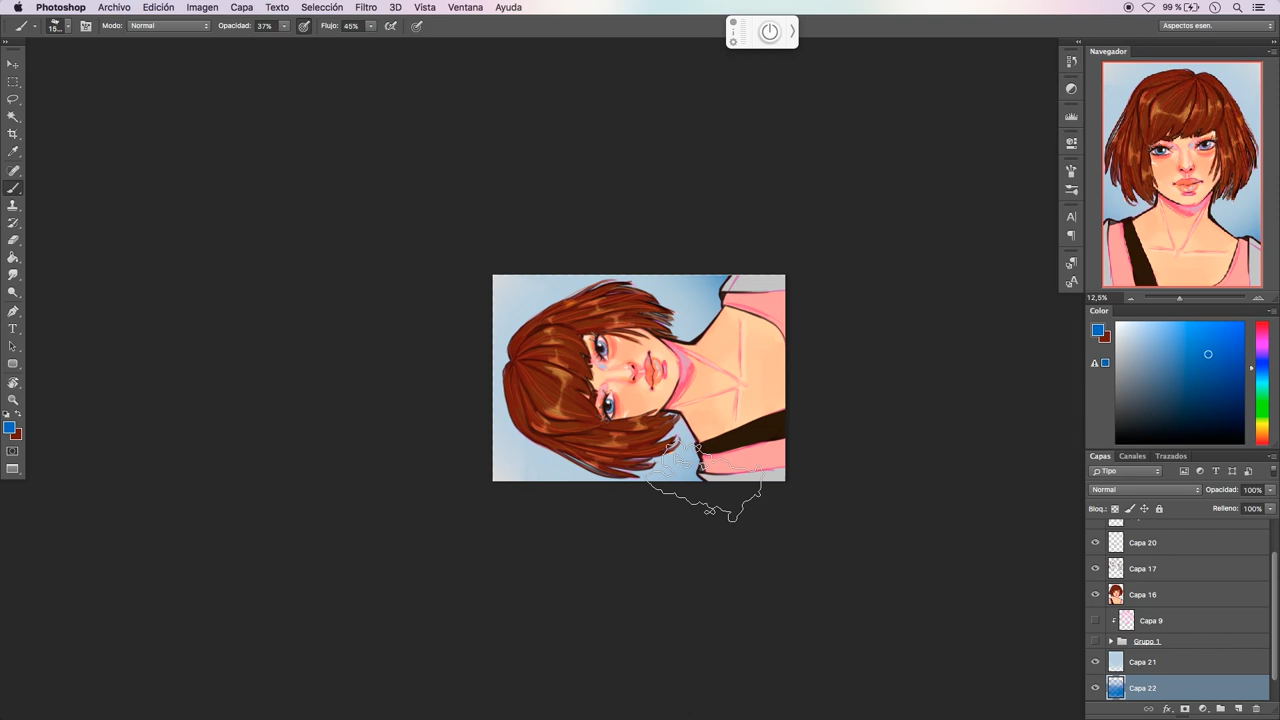 Photoshop Archivo Edición Imagen Capa Texto Selección Filtro 3D Vista Ventana Ayuda 99 %
15... Modo: Normal Opacidad: 37% Flujo: 45% Aspectos esen.
Navegador
12,5%
Color
Capas Canales Trazados
Tipo
Normal Opacidad: 100%
Bloq.: Relleno: 100%
Capa 20
Capa 17
Capa 16
Capa 9
Grupo 1
Capa 21
Capa 22